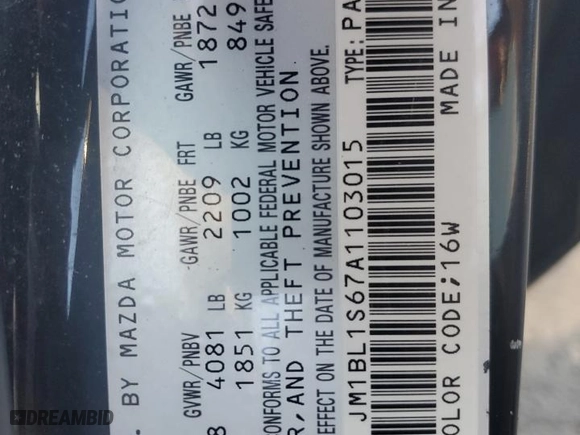 BY MAZDA MOTOR CORPORATIO
GVWR/PNBV GAWR/PNBE FRT GAWR/PNBE
4081 LB 2209 LB 1872
1851 KG 1002 KG 849
CONFORMS TO ALL APPLICABLE FEDERAL MOTOR VEHICLE SAFE
R, AND THEFT PREVENTION
EFFECT ON THE DATE OF MANUFACTURE SHOWN ABOVE.
JM1BL1S67A1103015 TYPE: PA
OLOR CODE;16W MADE IN
DREAMBID